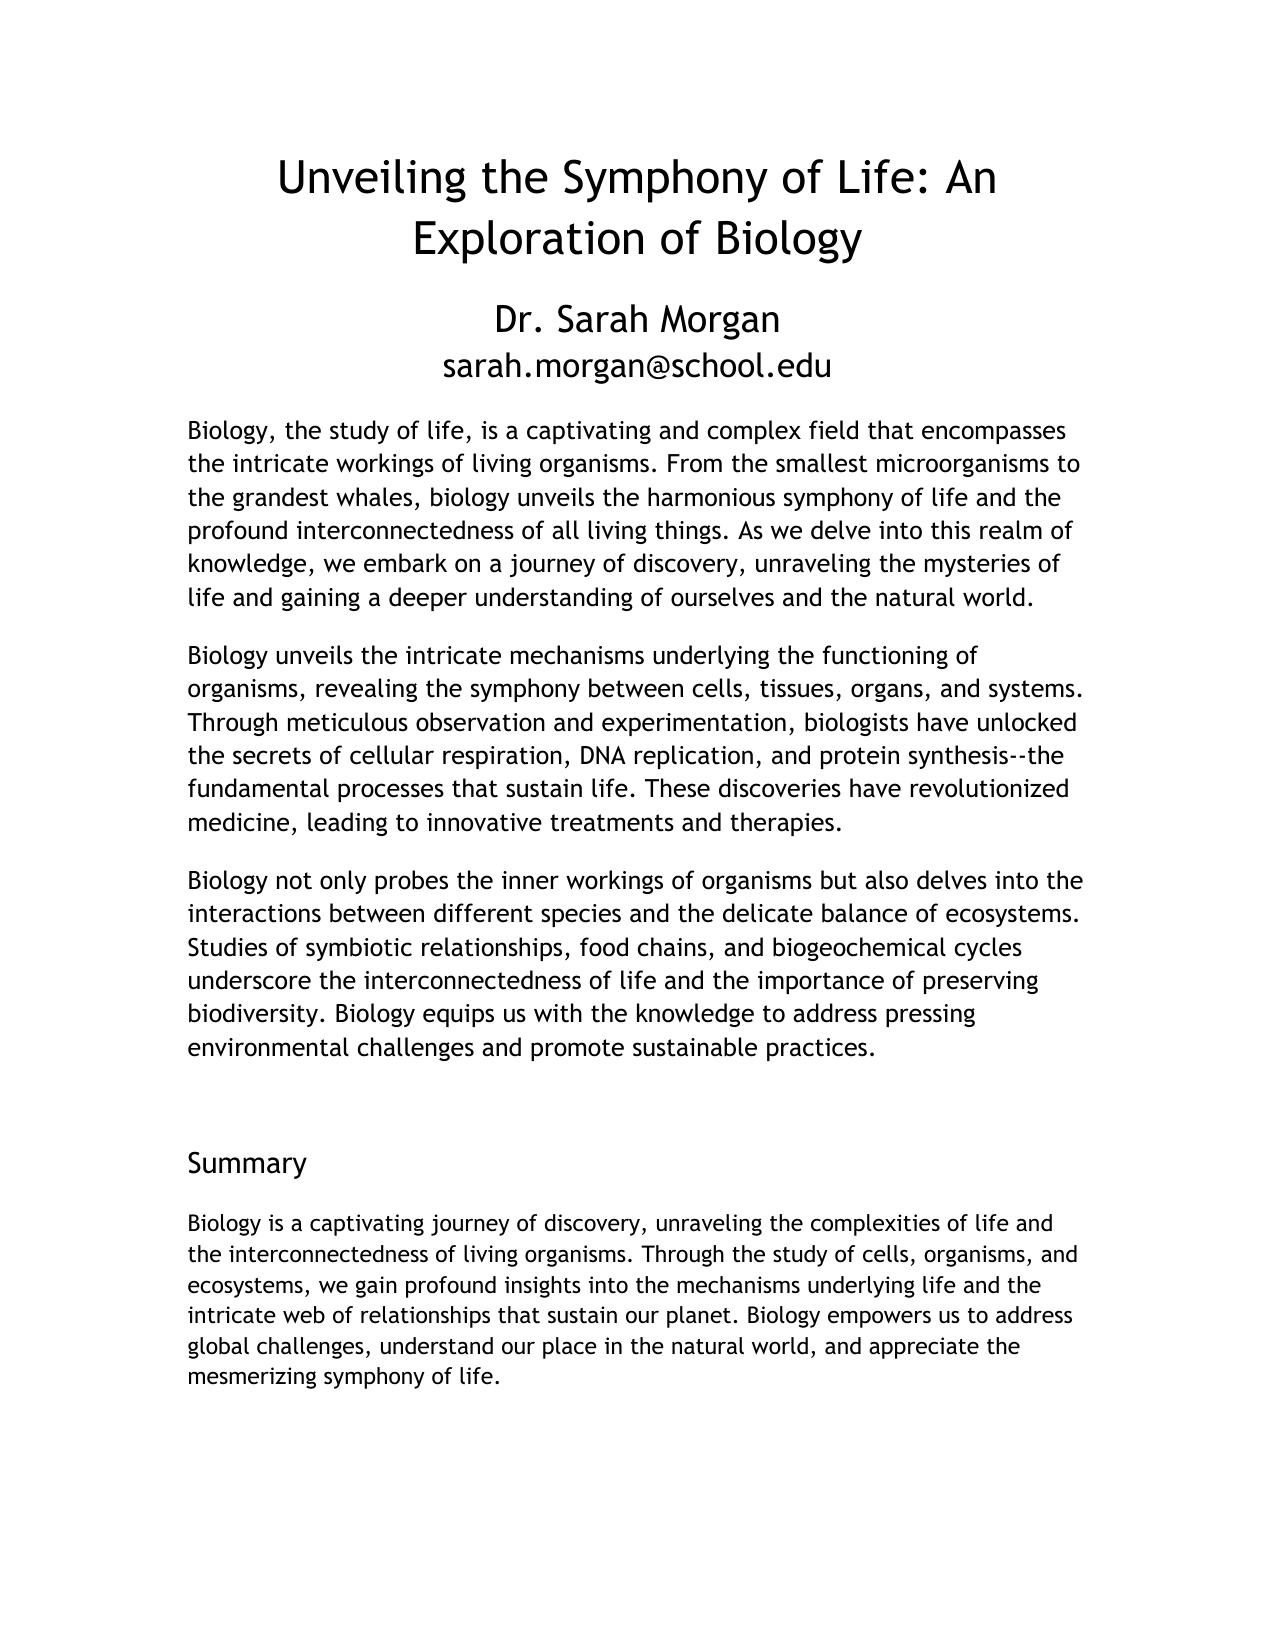 Unveiling the Symphony of Life: An
Exploration of Biology
Dr. Sarah Morgan
sarah.morgan@school.edu
Biology, the study of life, is a captivating and complex field that encompasses
the intricate workings of living organisms. From the smallest microorganisms to
the grandest whales, biology unveils the harmonious symphony of life and the
profound interconnectedness of all living things. As we delve into this realm of
knowledge, we embark on a journey of discovery, unraveling the mysteries of
life and gaining a deeper understanding of ourselves and the natural world.
Biology unveils the intricate mechanisms underlying the functioning of
organisms, revealing the symphony between cells, tissues, organs, and systems.
Through meticulous observation and experimentation, biologists have unlocked
the secrets of cellular respiration, DNA replication, and protein synthesis--the
fundamental processes that sustain life. These discoveries have revolutionized
medicine, leading to innovative treatments and therapies.
Biology not only probes the inner workings of organisms but also delves into the
interactions between different species and the delicate balance of ecosystems.
Studies of symbiotic relationships, food chains, and biogeochemical cycles
underscore the interconnectedness of life and the importance of preserving
biodiversity. Biology equips us with the knowledge to address pressing
environmental challenges and promote sustainable practices.
Summary
Biology is a captivating journey of discovery, unraveling the complexities of life and
the interconnectedness of living organisms. Through the study of cells, organisms, and
ecosystems, we gain profound insights into the mechanisms underlying life and the
intricate web of relationships that sustain our planet. Biology empowers us to address
global challenges, understand our place in the natural world, and appreciate the
mesmerizing symphony of life.